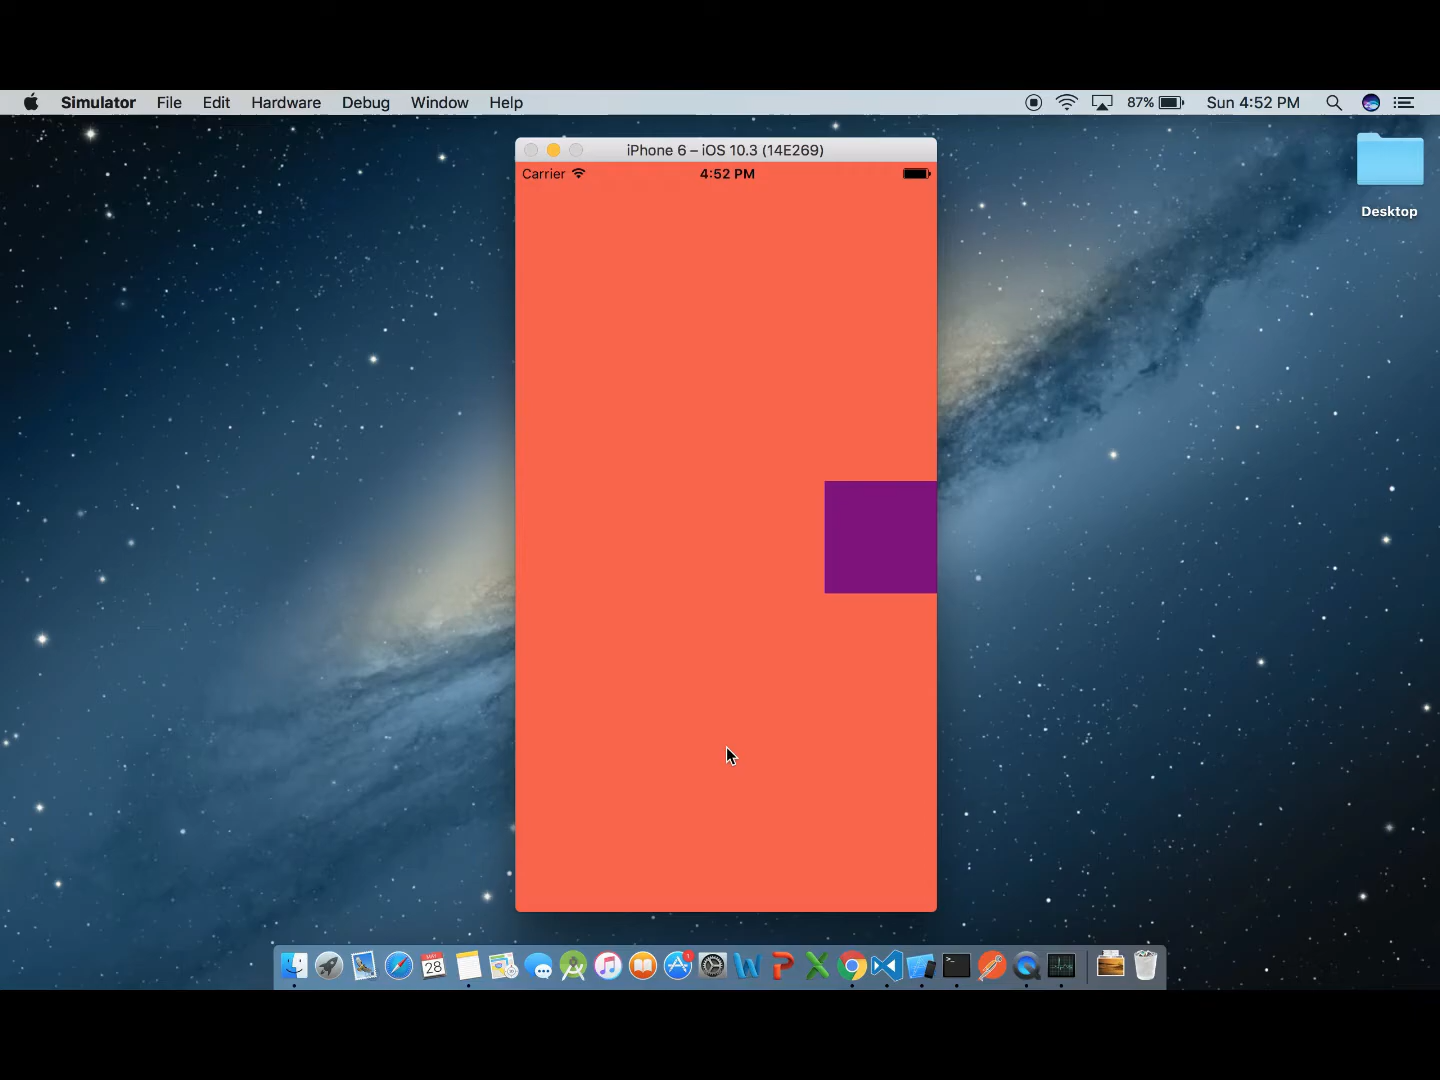 Simulator File Edit Hardware Debug Window Help 87% Sun 4:52 PM
iPhone 6 – iOS 10.3 (14E269)
Carrier 4:52 PM
Desktop
28
1